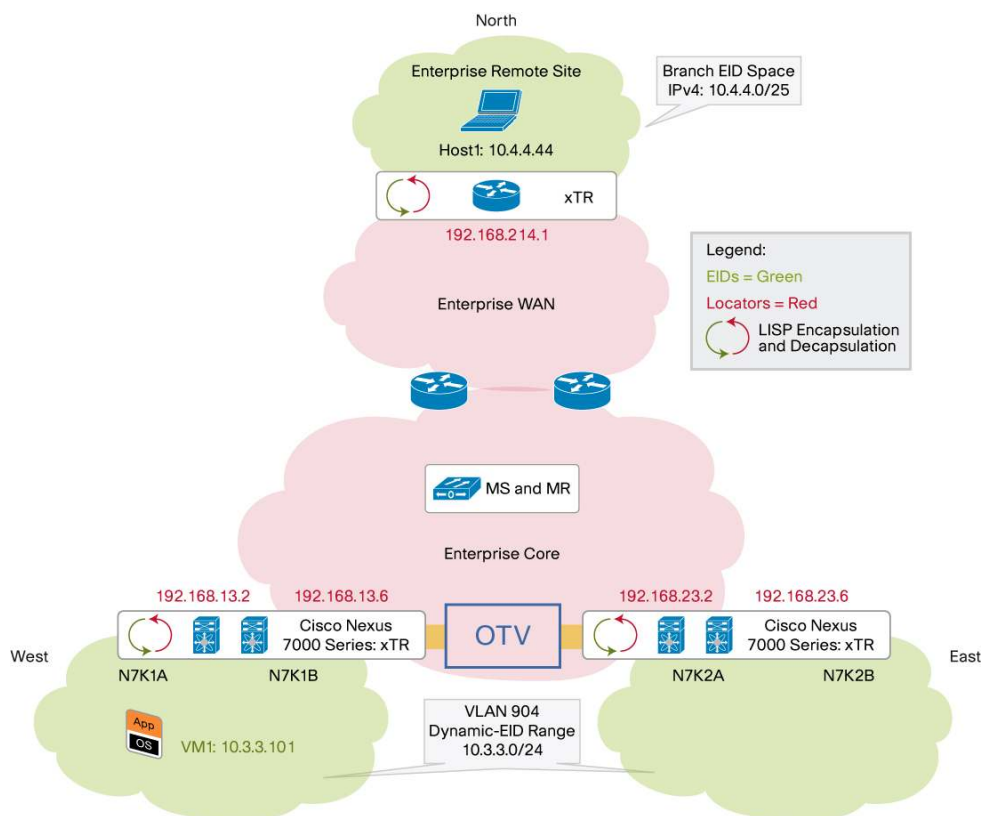 North
Enterprise Remote Site
Host1: 10.4.4.44
Branch EID Space
IPv4: 10.4.4.0/25
xTR
192.168.214.1
Enterprise WAN
Legend:
EIDs = Green
Locators = Red
LISP Encapsulation
and Decapsulation
MS and MR
Enterprise Core
192.168.13.2
192.168.13.6
192.168.23.2
192.168.23.6
Cisco Nexus
7000 Series: xTR
OTV
Cisco Nexus
7000 Series: xTR
West
East
N7K1A
N7K1B
N7K2A
N7K2B
App
OS
VM1: 10.3.3.101
VLAN 904
Dynamic-EID Range
10.3.3.0/24